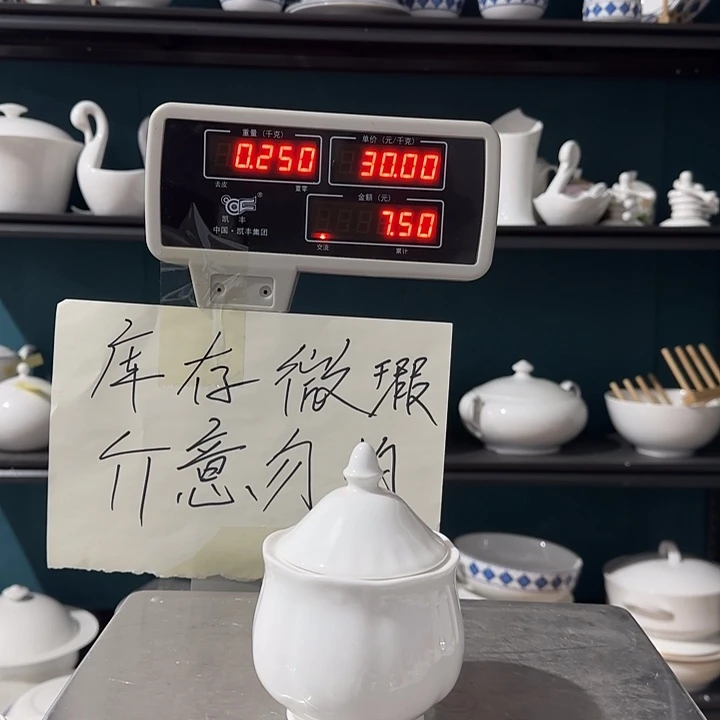 重量（千克）
0.250
单价（元/千克）
30.00
去皮
置零
金额（元）
7.50
交流
累计
®
凯丰
中国·凯丰集团
库存微瑕
介意勿拍